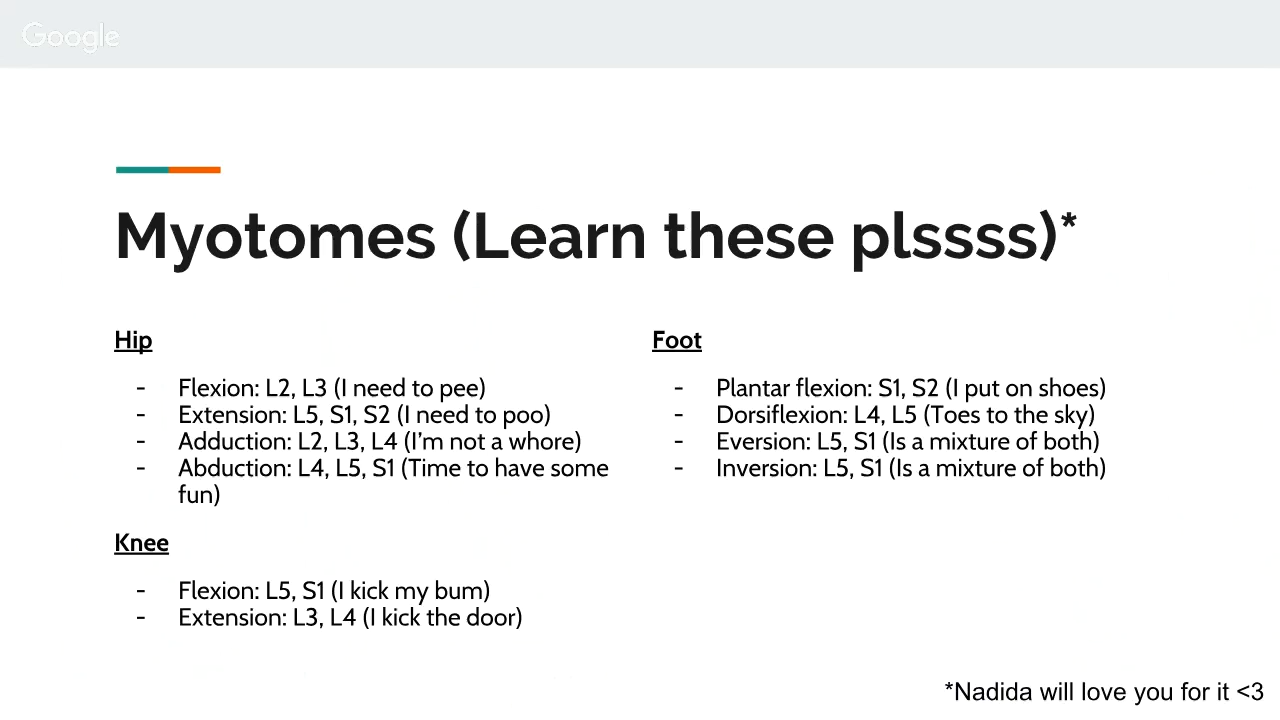 Google
Myotomes (Learn these plssss)*
Hip
- Flexion: L2, L3 (I need to pee)
- Extension: L5, S1, S2 (I need to poo)
- Adduction: L2, L3, L4 (I'm not a whore)
- Abduction: L4, L5, S1 (Time to have some
fun)
Knee
- Flexion: L5, S1 (I kick my bum)
- Extension: L3, L4 (I kick the door)
Foot
- Plantar flexion: S1, S2 (I put on shoes)
- Dorsiflexion: L4, L5 (Toes to the sky)
- Eversion: L5, S1 (Is a mixture of both)
- Inversion: L5, S1 (Is a mixture of both)
*Nadida will love you for it <3